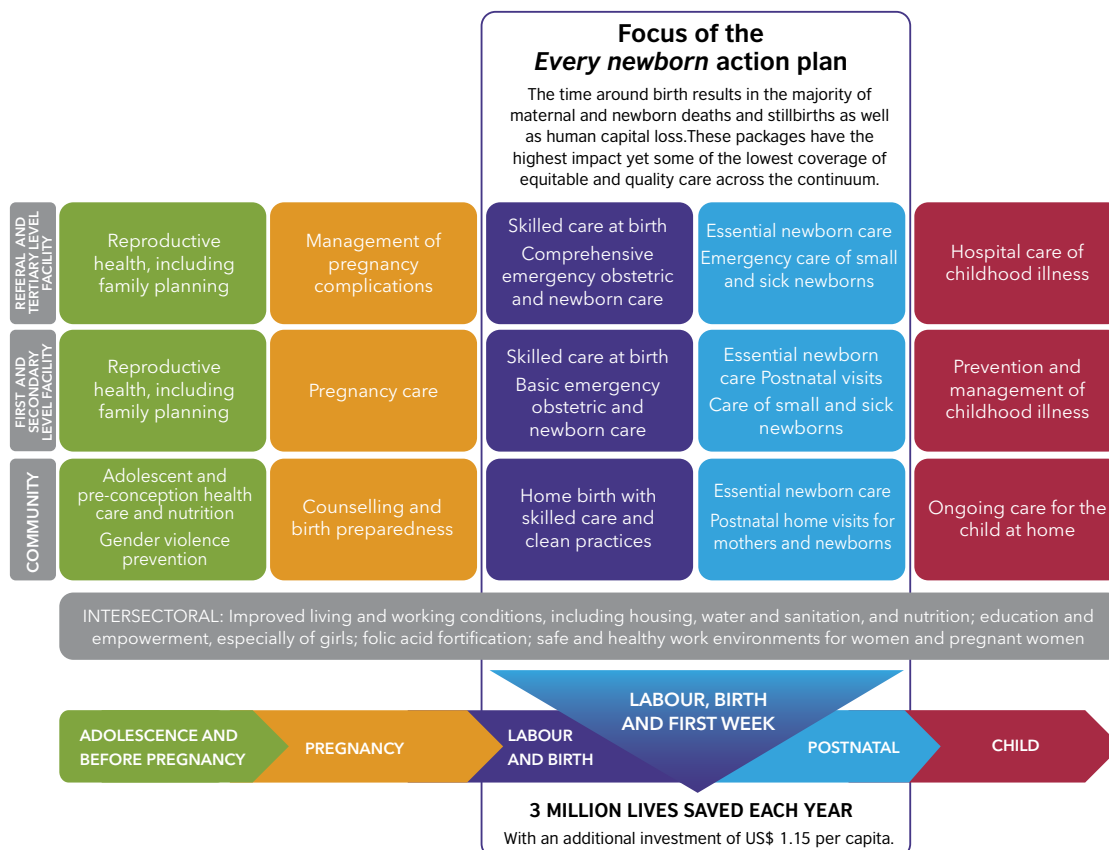 Focus of the
Every newborn action plan
The time around birth results in the majority of
maternal and newborn deaths and stillbirths as well
as human capital loss.These packages have the
highest impact yet some of the lowest coverage of
equitable and quality care across the continuum.
REFERAL AND
TERTIARY LEVEL
FACILITY
Reproductive
health, including
family planning
Management of
pregnancy
complications
Skilled care at birth
Comprehensive
emergency obstetric
and newborn care
Essential newborn care
Emergency care of small
and sick newborns
Hospital care of
childhood illness
FIRST AND
SECONDARY
LEVEL FACILITY
Reproductive
health, including
family planning
Pregnancy care
Skilled care at birth
Basic emergency
obstetric and
newborn care
Essential newborn
care Postnatal visits
Care of small and sick
newborns
Prevention and
management of
childhood illness
COMMUNITY
Adolescent and
pre-conception health
care and nutrition
Gender violence
prevention
Counselling and
birth preparedness
Home birth with
skilled care and
clean practices
Essential newborn care
Postnatal home visits for
mothers and newborns
Ongoing care for the
child at home
INTERSECTORAL: Improved living and working conditions, including housing, water and sanitation, and nutrition; education and
empowerment, especially of girls; folic acid fortification; safe and healthy work environments for women and pregnant women
LABOUR, BIRTH
AND FIRST WEEK
ADOLESCENCE AND
BEFORE PREGNANCY
PREGNANCY
LABOUR
AND BIRTH
POSTNATAL
CHILD
3 MILLION LIVES SAVED EACH YEAR
With an additional investment of US$ 1.15 per capita.